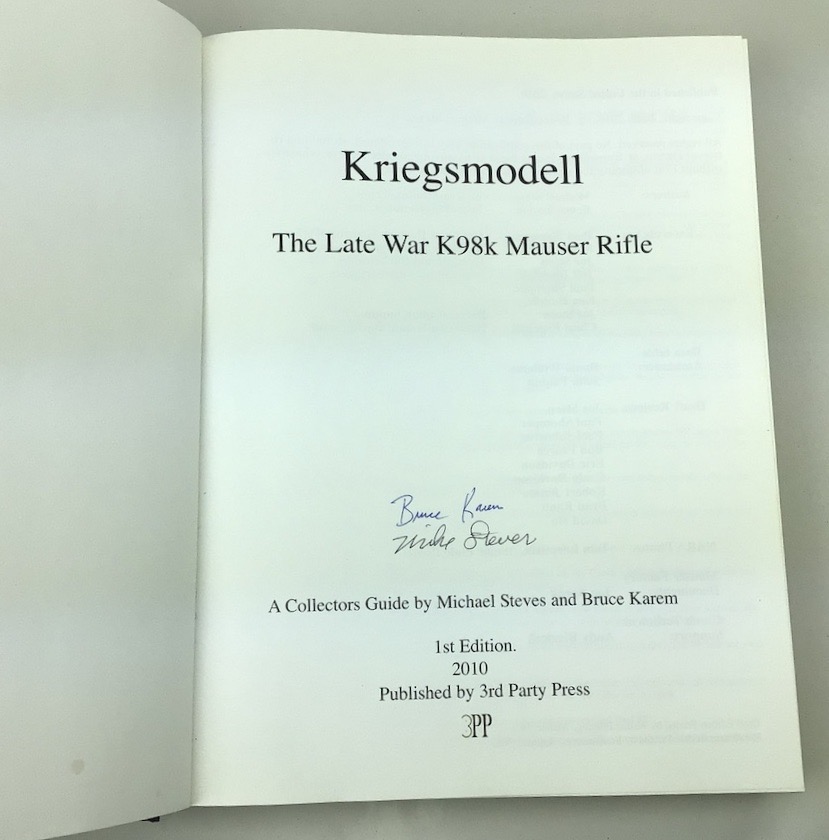 Kriegsmodell
The Late War K98k Mauser Rifle
Bruce Karem
Mike Steves
A Collectors Guide by Michael Steves and Bruce Karem
1st Edition.
2010
Published by 3rd Party Press
3PP